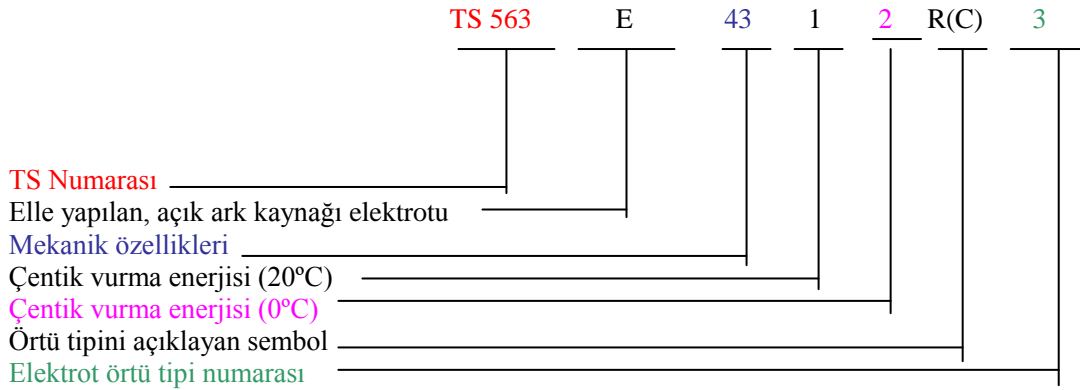 TS 563 E 43 1 2 R(C) 3
TS Numarası
Elle yapılan, açık ark kaynağı elektrotu
Mekanik özellikleri
Çentik vurma enerjisi (20ºC)
Çentik vurma enerjisi (0ºC)
Örtü tipini açıklayan sembol
Elektrot örtü tipi numarası